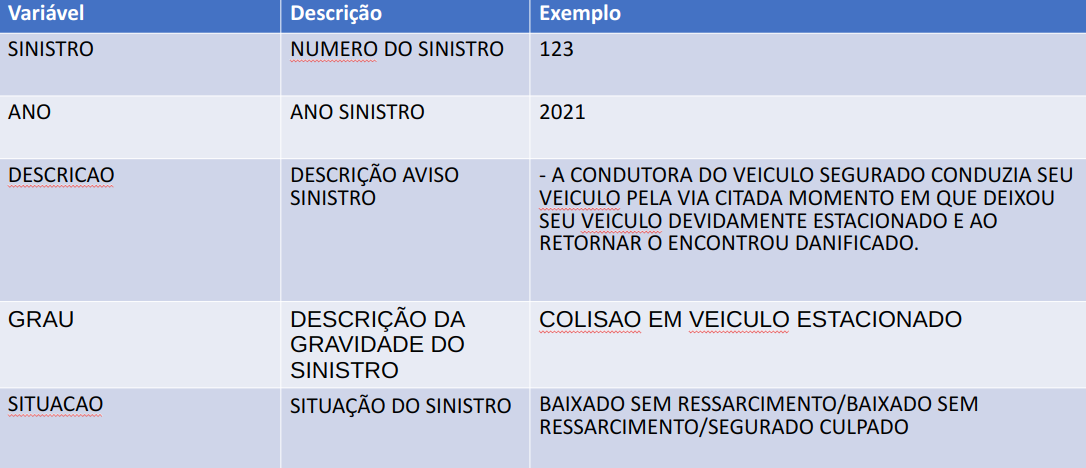 Variável Descrição Exemplo
SINISTRO NUMERO DO SINISTRO 123
ANO ANO SINISTRO 2021
DESCRICAO DESCRIÇÃO AVISO
SINISTRO
- A CONDUTORA DO VEICULO SEGURADO CONDUZIA SEU
VEICULO PELA VIA CITADA MOMENTO EM QUE DEIXOU
SEU VEICULO DEVIDAMENTE ESTACIONADO E AO
RETORNAR O ENCONTROU DANIFICADO.
GRAU DESCRIÇÃO DA
GRAVIDADE DO
SINISTRO
COLISAO EM VEICULO ESTACIONADO
SITUACAO SITUAÇÃO DO SINISTRO BAIXADO SEM RESSARCIMENTO/BAIXADO SEM
RESSARCIMENTO/SEGURADO CULPADO